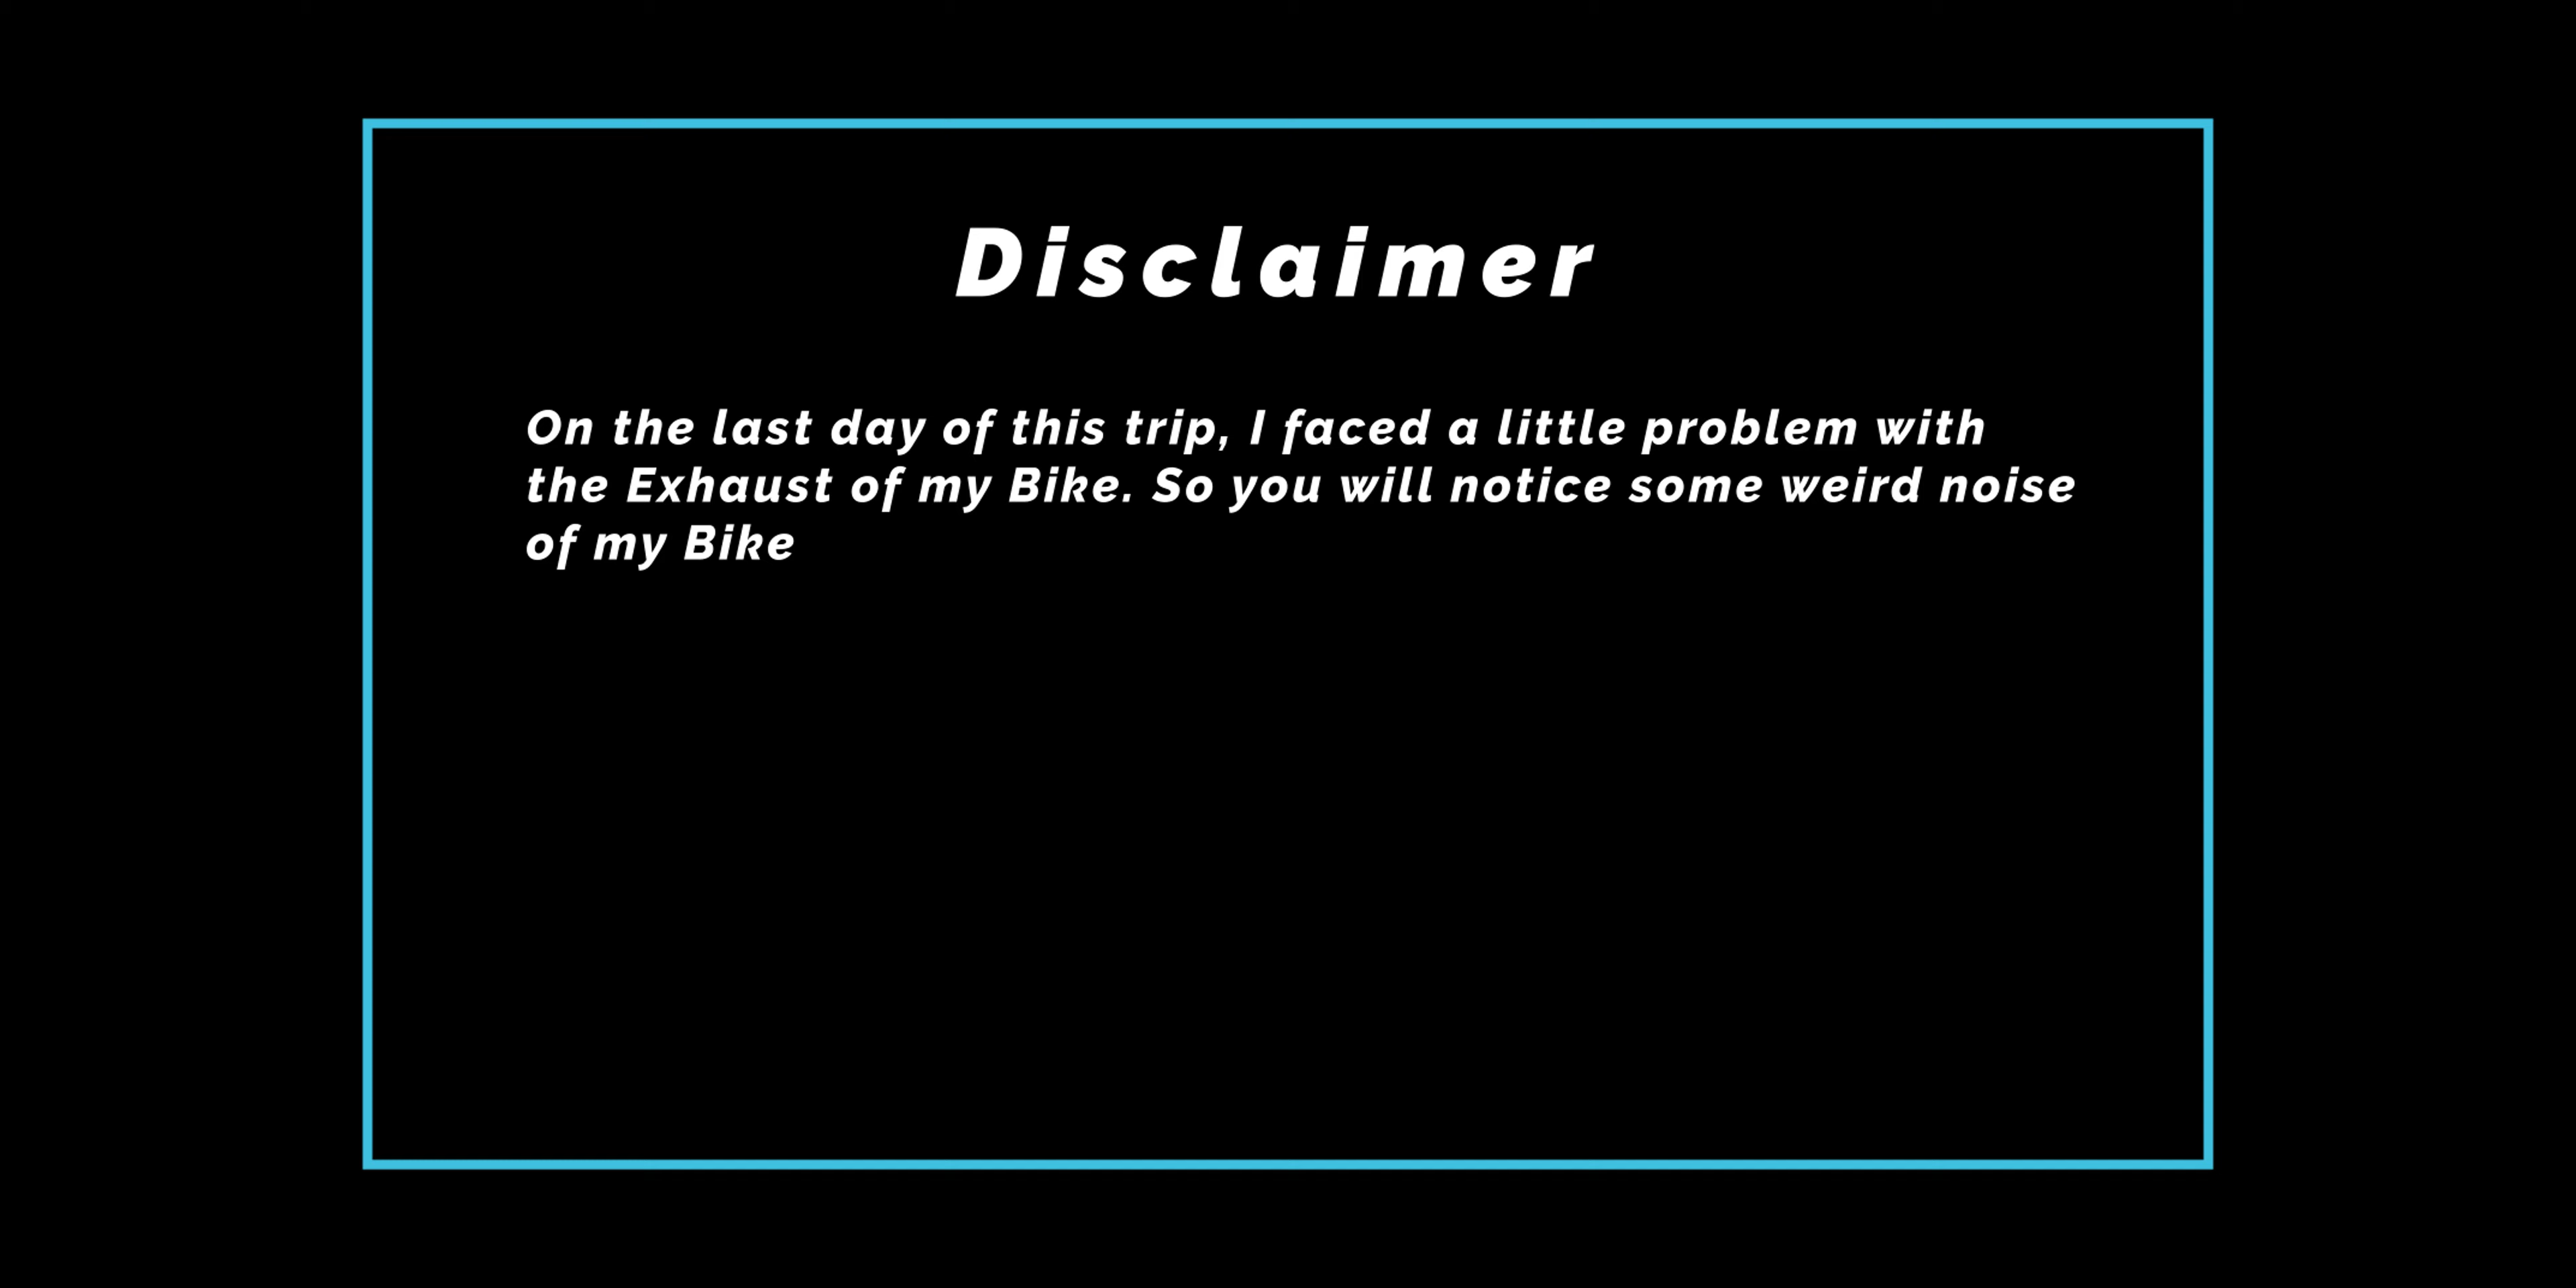 Disclaimer
On the last day of this trip, I faced a little problem with
the Exhaust of my Bike. So you will notice some weird noise
of my Bike